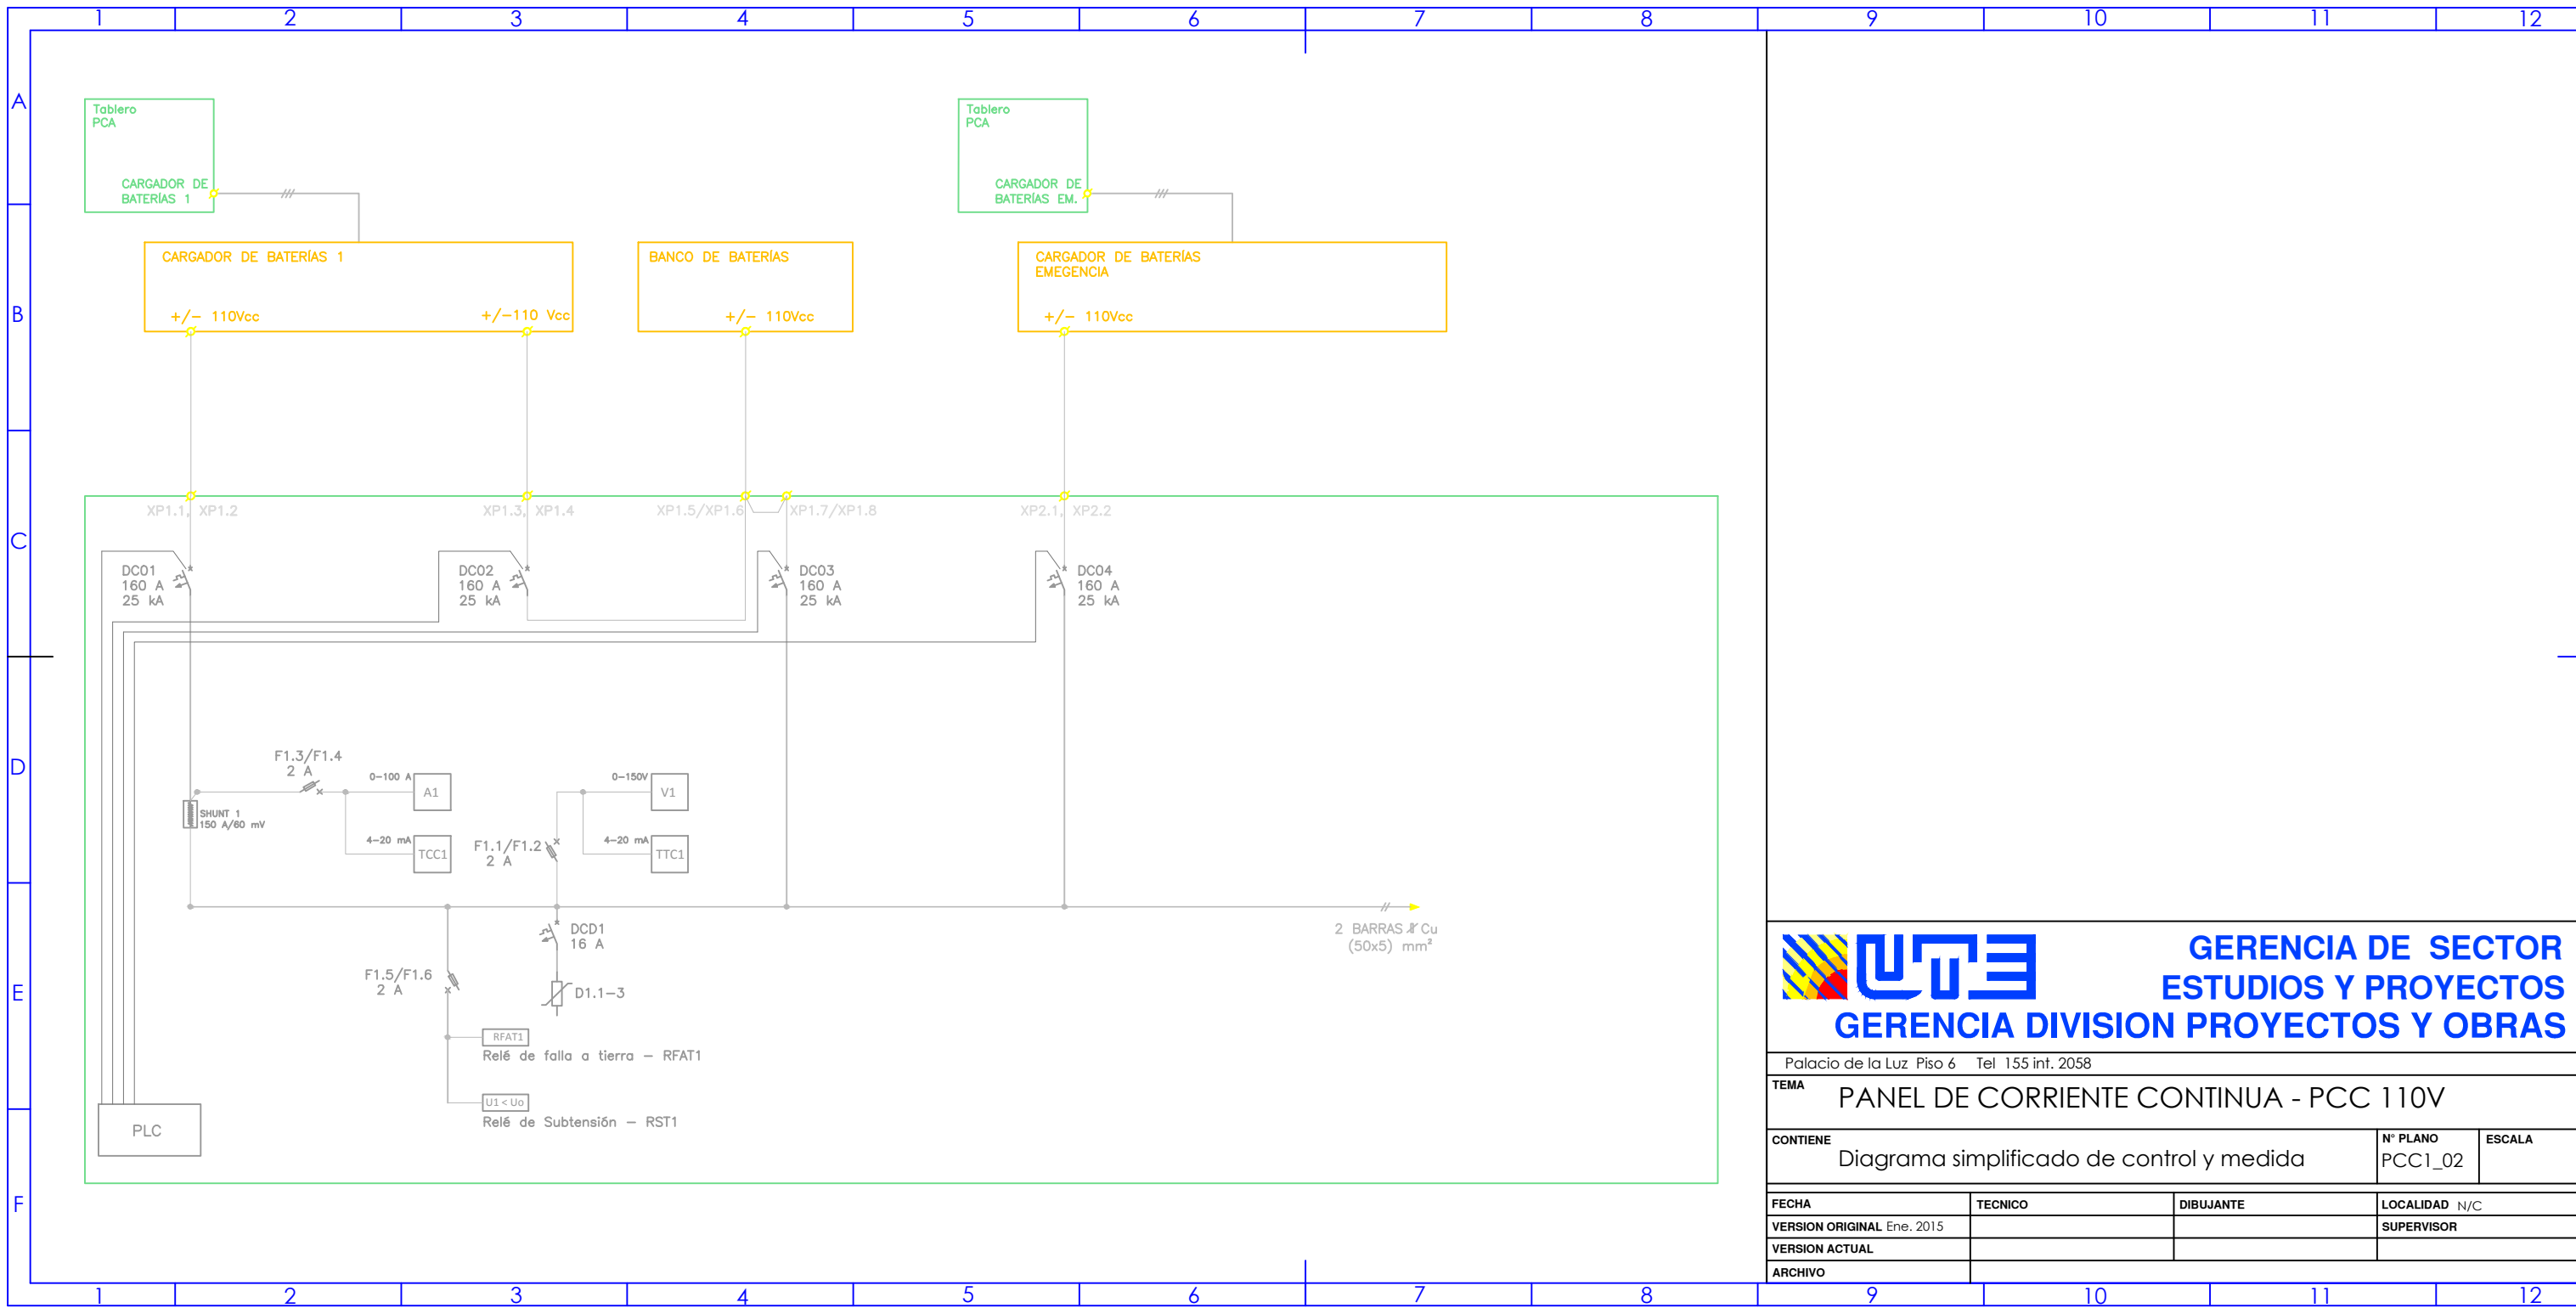 1 2 3 4 5 6 7 8 9 10 11 12
A
B
C
D
E
F
Tablero
PCA
CARGADOR DE
BATERÍAS 1
Tablero
PCA
CARGADOR DE
BATERÍAS EM.
CARGADOR DE BATERÍAS 1
+/- 110Vcc
+/-110 Vcc
BANCO DE BATERÍAS
+/- 110Vcc
CARGADOR DE BATERÍAS
EMEGENCIA
+/- 110Vcc
XP1.1, XP1.2
XP1.3, XP1.4
XP1.5/XP1.6
XP1.7/XP1.8
XP2.1, XP2.2
DC01
160 A
25 kA
DC02
160 A
25 kA
DC03
160 A
25 kA
DC04
160 A
25 kA
F1.3/F1.4
2 A
0-100 A
A1
SHUNT 1
150 A/60 mV
4-20 mA
TCC1
0-150V
V1
F1.1/F1.2
2 A
4-20 mA
TTC1
DCD1
16 A
2 BARRAS # Cu
(50x5) mm²
F1.5/F1.6
2 A
D1.1-3
RFAT1
Relé de falla a tierra - RFAT1
U1 < Uo
Relé de Subtensión - RST1
PLC
UTE
GERENCIA DE SECTOR
ESTUDIOS Y PROYECTOS
GERENCIA DIVISION PROYECTOS Y OBRAS
Palacio de la Luz Piso 6 Tel 155 int. 2058
TEMA
PANEL DE CORRIENTE CONTINUA - PCC 110V
CONTIENE
Diagrama simplificado de control y medida
N° PLANO
PCC1_02
ESCALA
FECHA
TECNICO
DIBUJANTE
LOCALIDAD N/C
VERSION ORIGINAL Ene. 2015
SUPERVISOR
VERSION ACTUAL
ARCHIVO
1 2 3 4 5 6 7 8 9 10 11 12